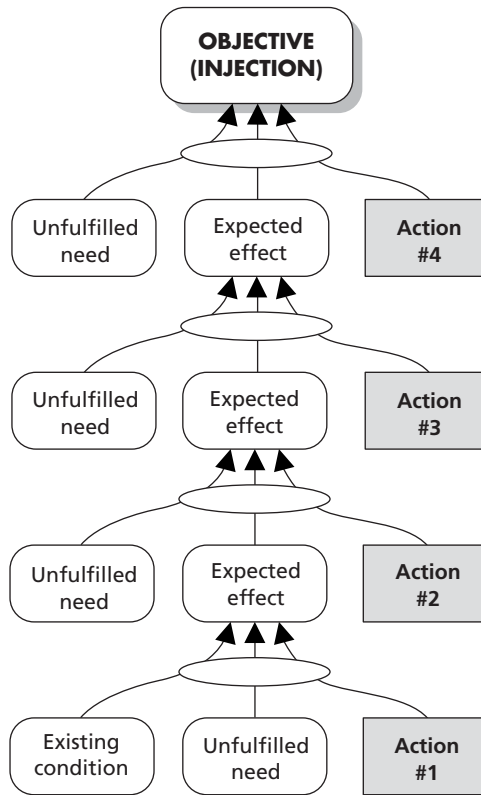 OBJECTIVE
(INJECTION)
Unfulfilled
need
Expected
effect
Action
#4
Unfulfilled
need
Expected
effect
Action
#3
Unfulfilled
need
Expected
effect
Action
#2
Existing
condition
Unfulfilled
need
Action
#1